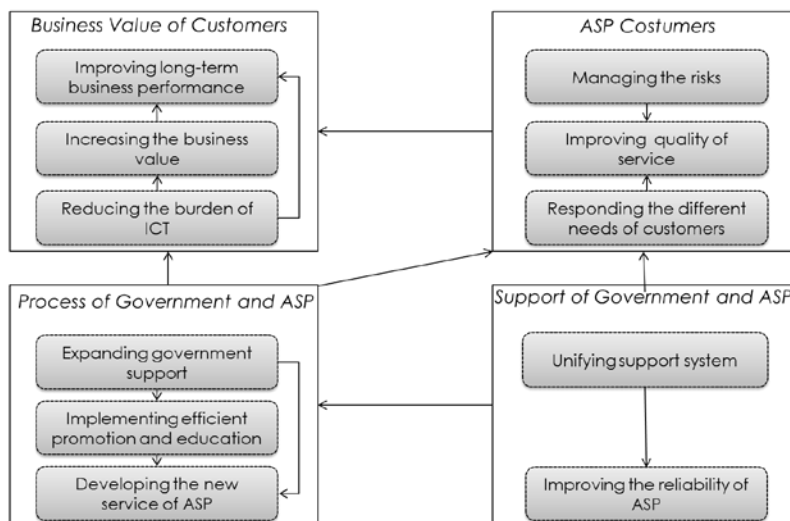 Business Value of Customers
Improving long-term
business performance
Increasing the business
value
Reducing the burden of
ICT
ASP Costumers
Managing the risks
Improving quality of
service
Responding the different
needs of customers
Process of Government and ASP
Expanding government
support
Implementing efficient
promotion and education
Developing the new
service of ASP
Support of Government and ASP
Unifying support system
Improving the reliability of
ASP